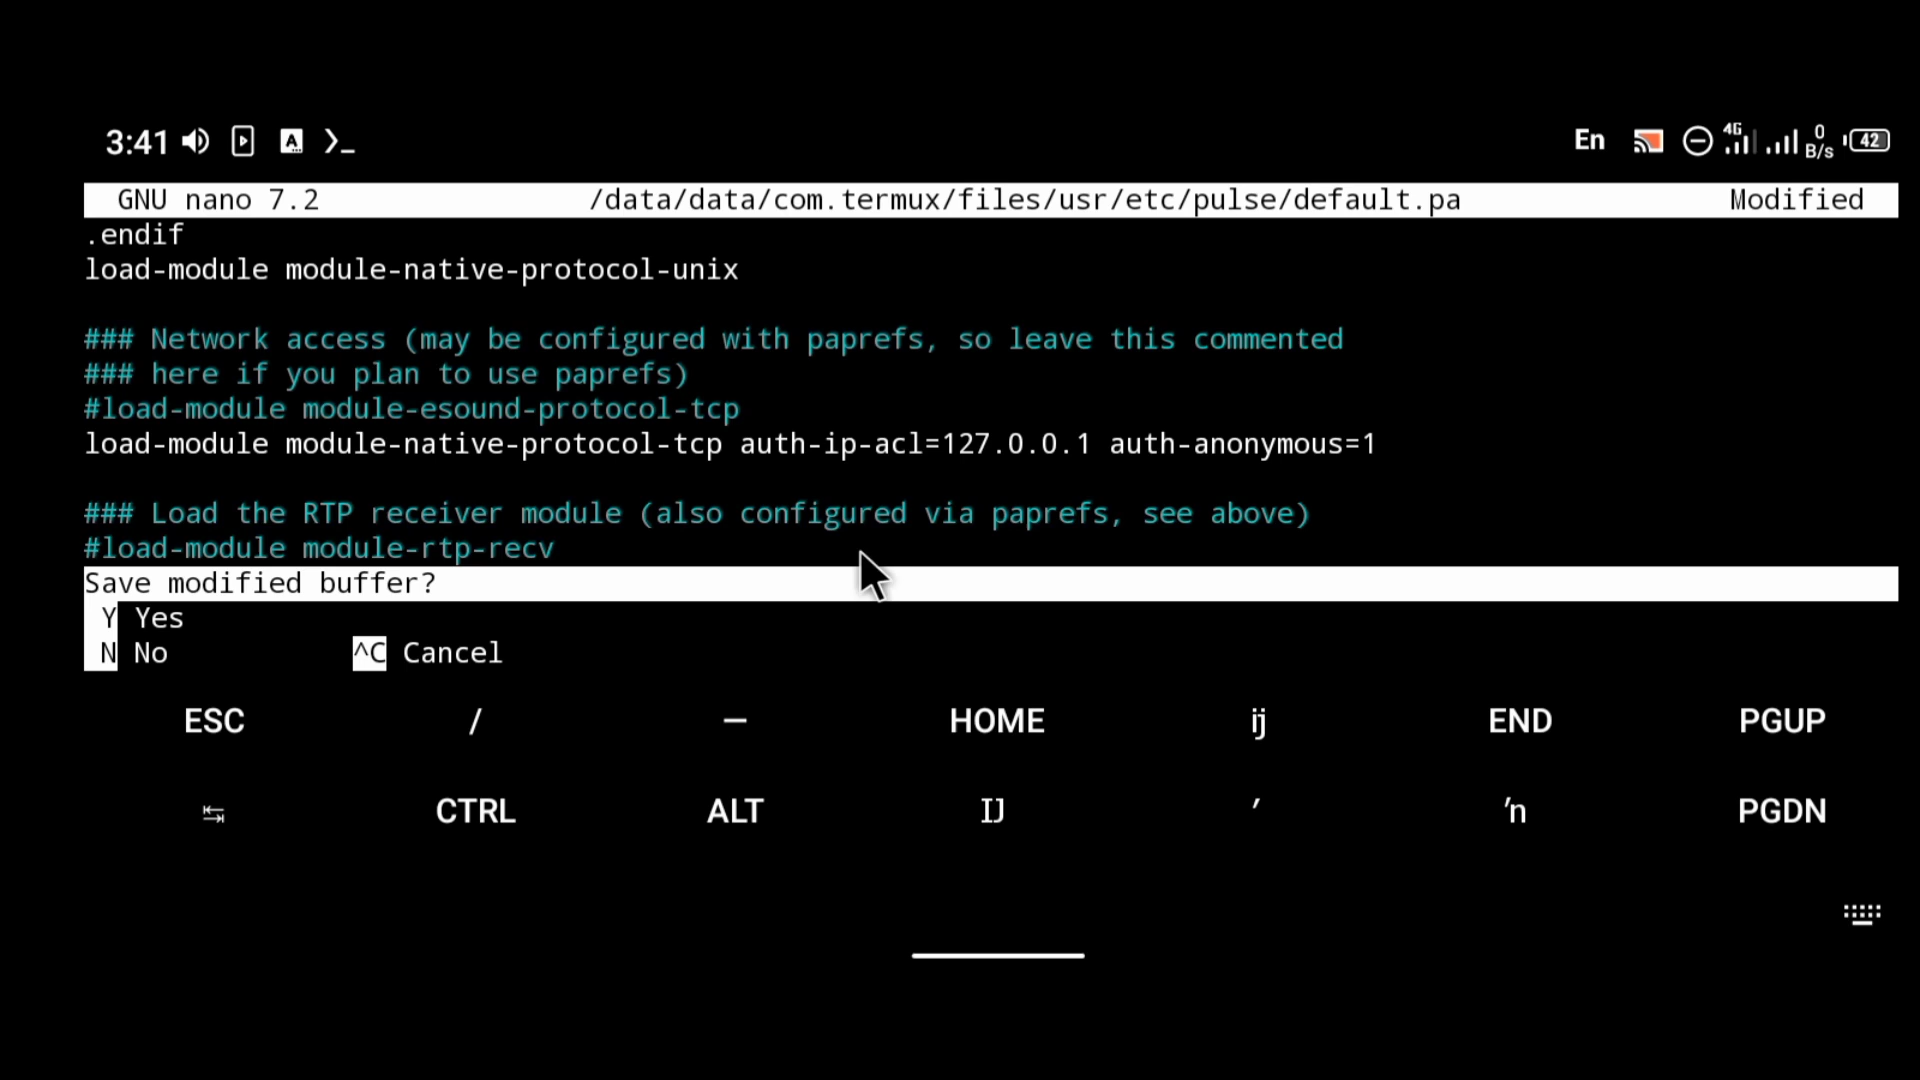 3:41 A >_ En 4G 0 B/s 42
GNU nano 7.2 /data/data/com.termux/files/usr/etc/pulse/default.pa Modified
.endif
load-module module-native-protocol-unix
### Network access (may be configured with paprefs, so leave this commented
### here if you plan to use paprefs)
#load-module module-esound-protocol-tcp
load-module module-native-protocol-tcp auth-ip-acl=127.0.0.1 auth-anonymous=1
### Load the RTP receiver module (also configured via paprefs, see above)
#load-module module-rtp-recv
Save modified buffer?
Y Yes
N No ^C Cancel
ESC / — HOME ĳ END PGUP
↹ CTRL ALT Ĳ ʼ ŉ PGDN